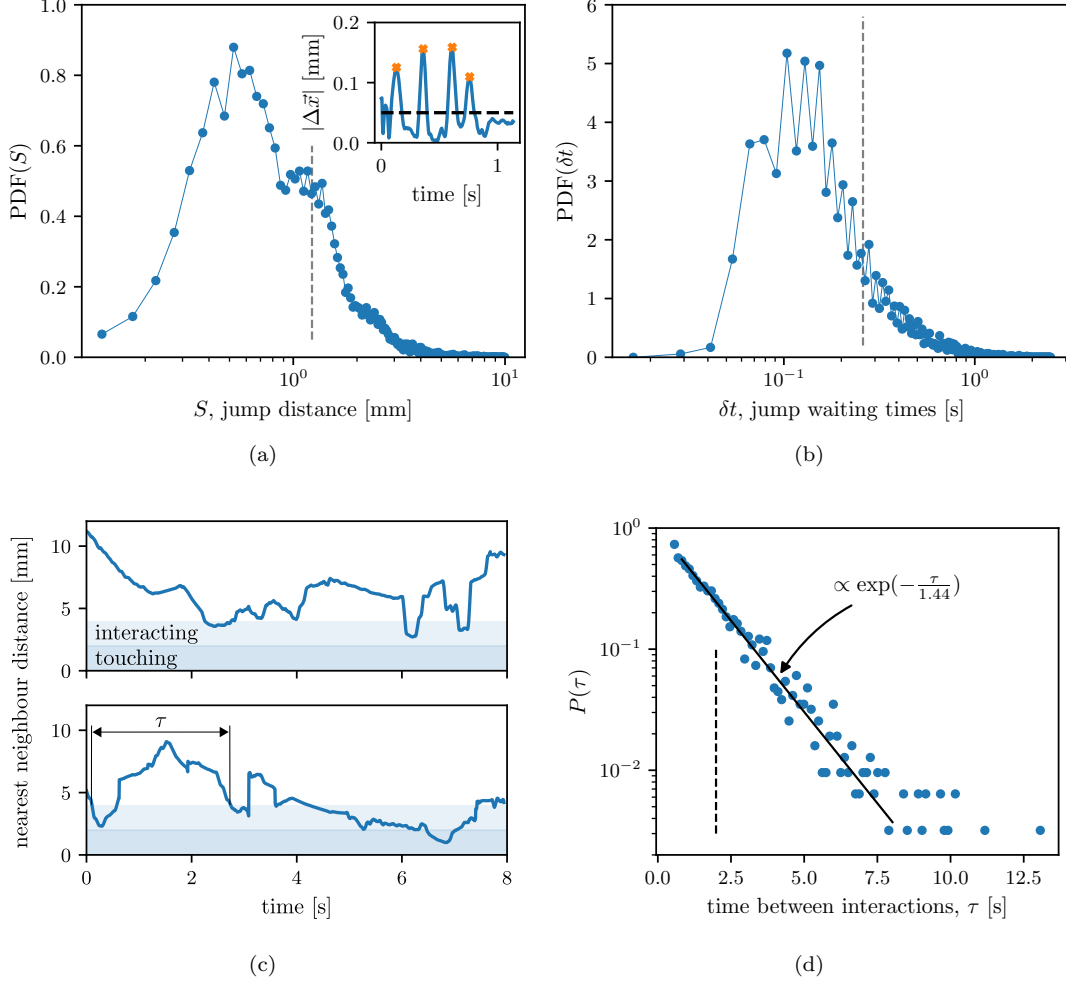 1.0
0.8
0.6
0.4
0.2
0.0
PDF(S)
10⁰
10¹
S, jump distance [mm]
0.2
0.1
0.0
|Δx⃗| [mm]
0
1
time [s]
(a)
6
5
4
3
2
1
0
PDF(δt)
10⁻¹
10⁰
δt, jump waiting times [s]
(b)
nearest neighbour distance [mm]
10
5
0
interacting
touching
10
5
0
τ
0
2
4
6
8
time [s]
(c)
10⁰
10⁻¹
10⁻²
P(τ)
∝ exp(−τ/1.44)
0.0
2.5
5.0
7.5
10.0
12.5
time between interactions, τ [s]
(d)